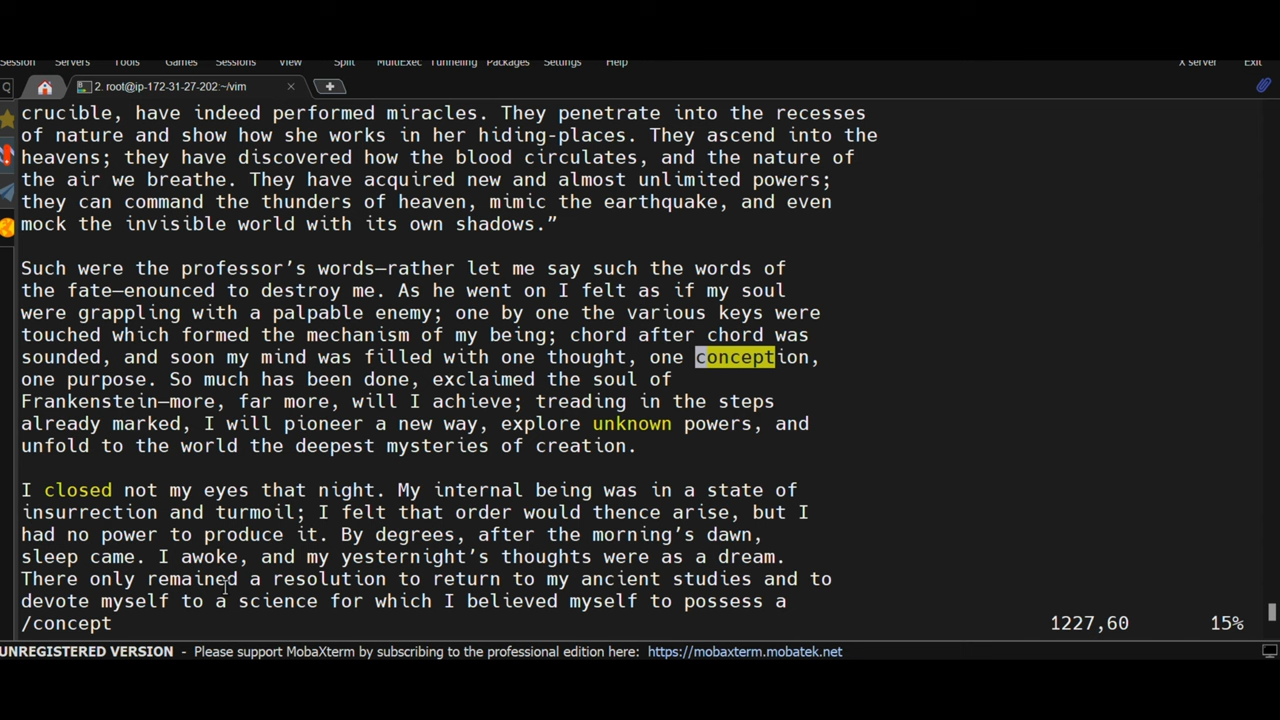 Session Servers Tools Games Sessions View Split MultiExec Tunneling Packages Settings Help X server Exit
2. root@ip-172-31-27-202:~/vim
crucible, have indeed performed miracles. They penetrate into the recesses
of nature and show how she works in her hiding-places. They ascend into the
heavens; they have discovered how the blood circulates, and the nature of
the air we breathe. They have acquired new and almost unlimited powers;
they can command the thunders of heaven, mimic the earthquake, and even
mock the invisible world with its own shadows.”
Such were the professor’s words—rather let me say such the words of
the fate—enounced to destroy me. As he went on I felt as if my soul
were grappling with a palpable enemy; one by one the various keys were
touched which formed the mechanism of my being; chord after chord was
sounded, and soon my mind was filled with one thought, one conception,
one purpose. So much has been done, exclaimed the soul of
Frankenstein—more, far more, will I achieve; treading in the steps
already marked, I will pioneer a new way, explore unknown powers, and
unfold to the world the deepest mysteries of creation.
I closed not my eyes that night. My internal being was in a state of
insurrection and turmoil; I felt that order would thence arise, but I
had no power to produce it. By degrees, after the morning’s dawn,
sleep came. I awoke, and my yesternight’s thoughts were as a dream.
There only remained a resolution to return to my ancient studies and to
devote myself to a science for which I believed myself to possess a
/concept 1227,60 15%
UNREGISTERED VERSION - Please support MobaXterm by subscribing to the professional edition here: https://mobaxterm.mobatek.net